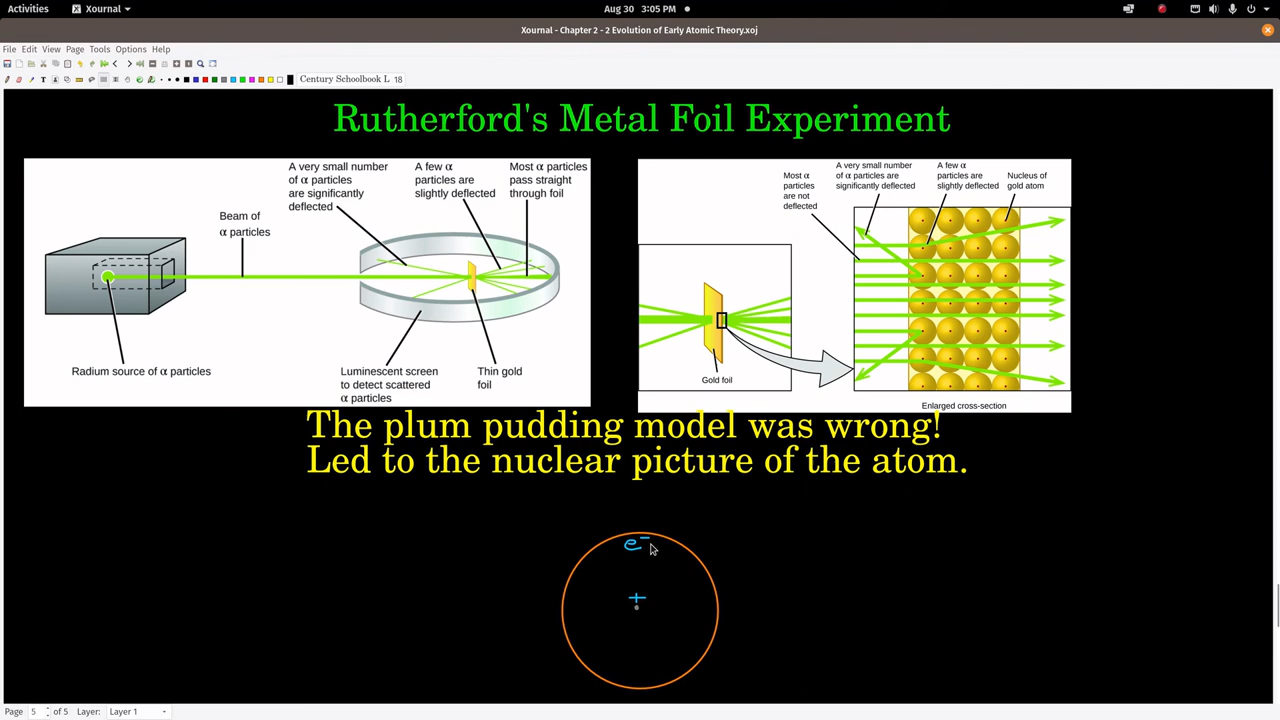 Activities
Xournal
Aug 30 3:05 PM
Xournal - Chapter 2 - 2 Evolution of Early Atomic Theory.xoj
File Edit View Page Tools Options Help
Century Schoolbook L 18
Rutherford's Metal Foil Experiment
A very small number
of α particles
are significantly
deflected
A few α
particles are
slightly deflected
Most α particles
pass straight
through foil
Beam of
α particles
Radium source of α particles
Luminescent screen
to detect scattered
α particles
Thin gold
foil
Most α
particles
are not
deflected
A very small number
of α particles are
significantly deflected
A few α
particles are
slightly deflected
Nucleus of
gold atom
Gold foil
Enlarged cross-section
The plum pudding model was wrong!
Led to the nuclear picture of the atom.
e⁻
+
Page 5 of 5 Layer: Layer 1